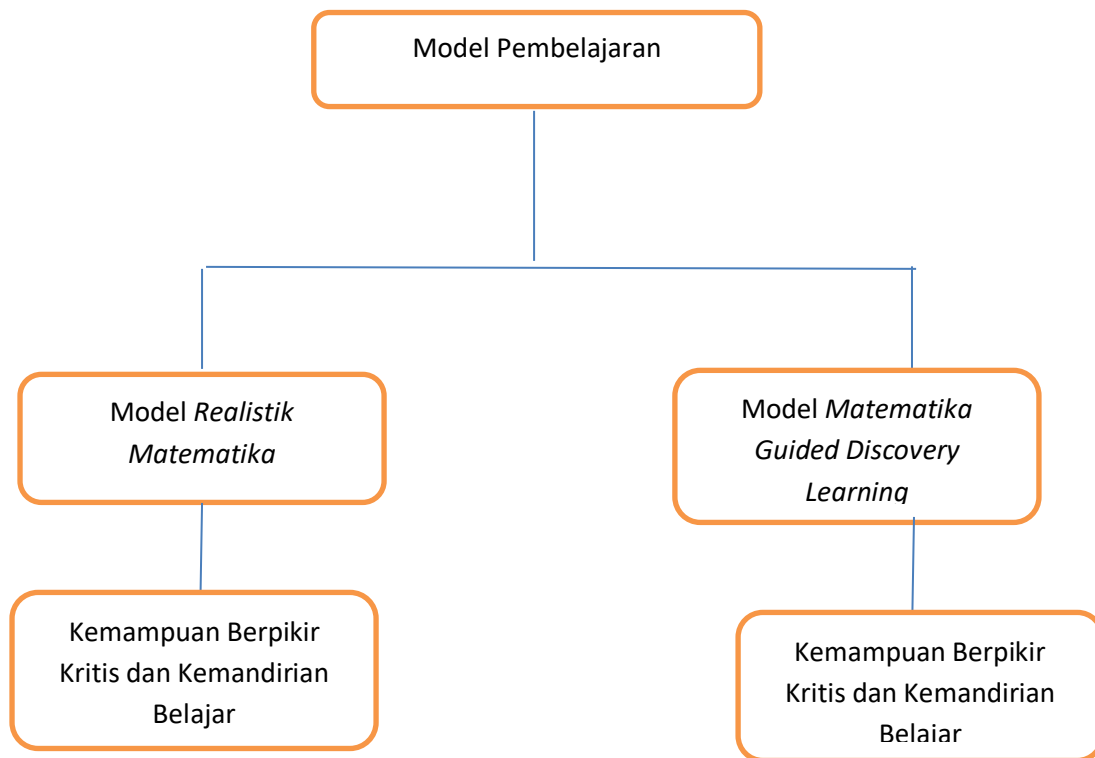 Model Pembelajaran
Model Realistik
Matematika
Model Matematika
Guided Discovery
Learning
Kemampuan Berpikir
Kritis dan Kemandirian
Belajar
Kemampuan Berpikir
Kritis dan Kemandirian
Belajar